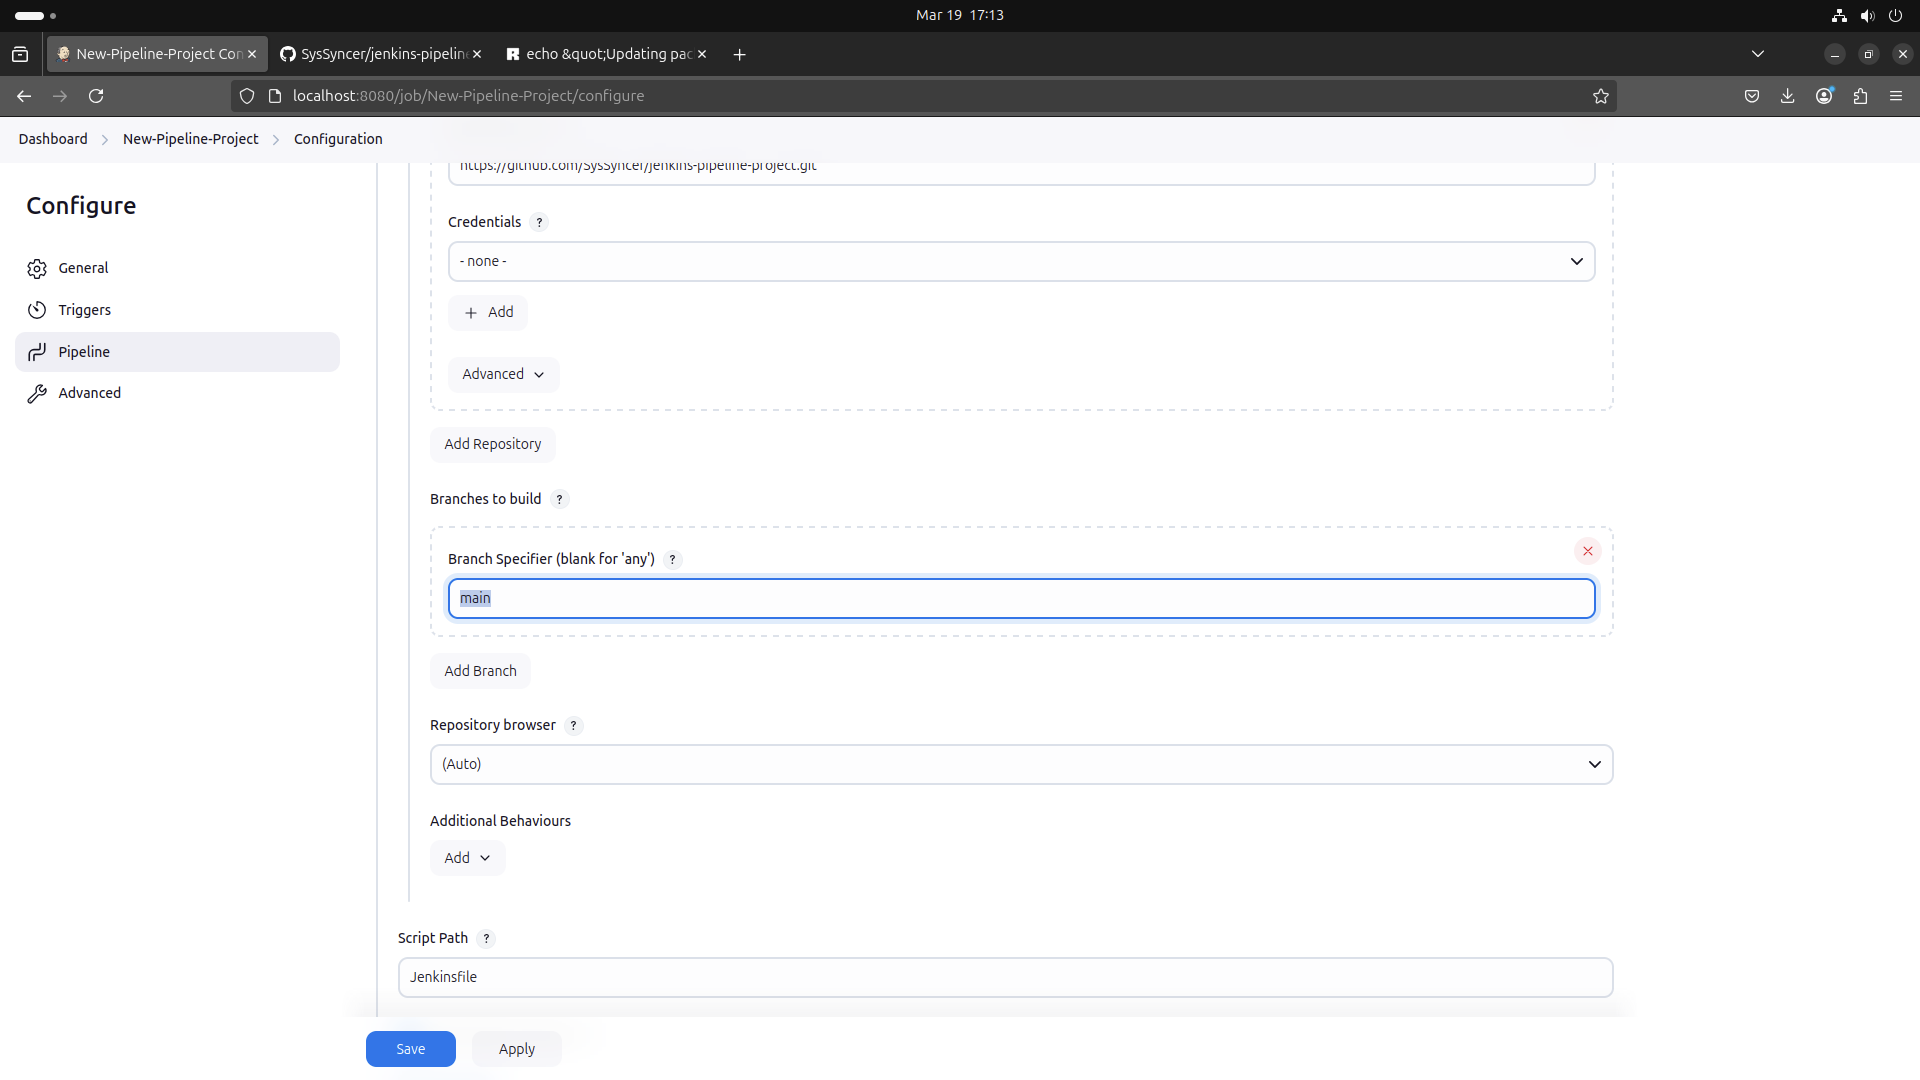 Mar 19 17:13
New-Pipeline-Project Con
SysSyncer/jenkins-pipeline
echo &quot;Updating pac
localhost:8080/job/New-Pipeline-Project/configure
Dashboard
New-Pipeline-Project
Configuration
Configure
General
Triggers
Pipeline
Advanced
https://github.com/SysSyncer/jenkins-pipeline-project.git
Credentials ?
- none -
Add
Advanced
Add Repository
Branches to build ?
Branch Specifier (blank for 'any') ?
main
Add Branch
Repository browser ?
(Auto)
Additional Behaviours
Add
Script Path ?
Jenkinsfile
Save
Apply